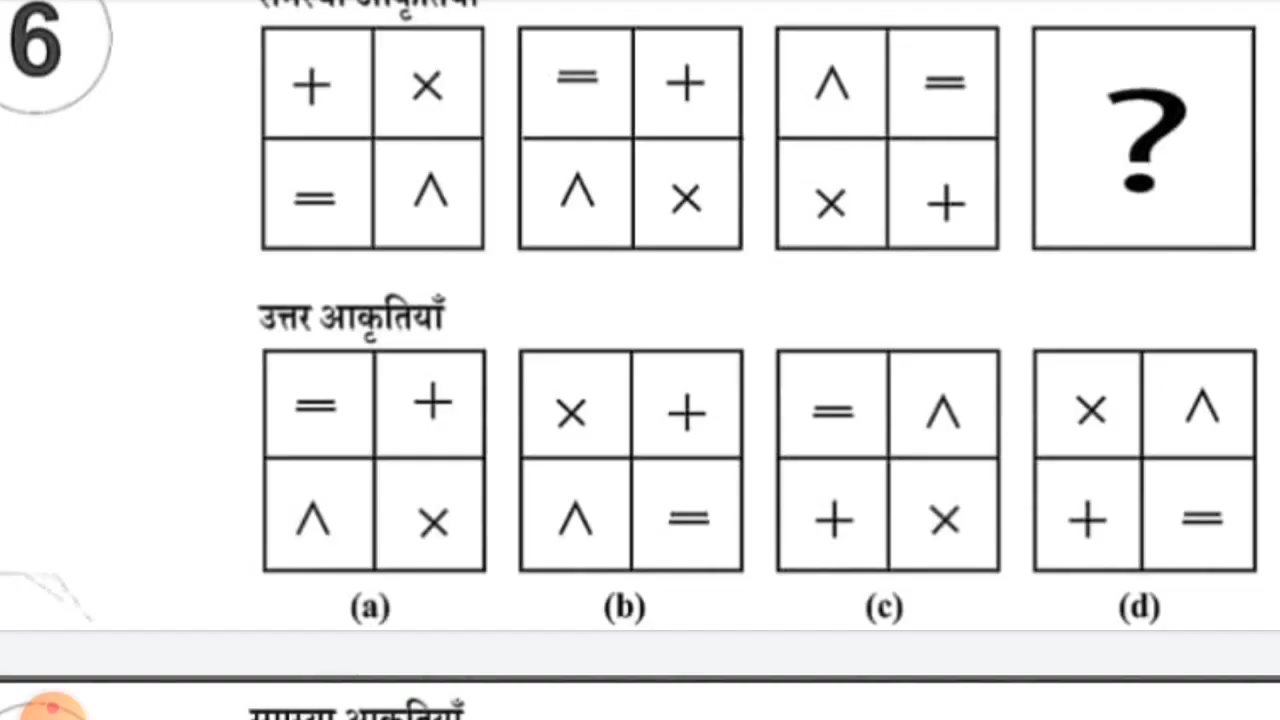 6
+ × = + ∧ = ?
= ∧ ∧ × × +
उत्तर आकृतियाँ
= + × + = ∧ × ∧
∧ × ∧ = + × + =
(a) (b) (c) (d)